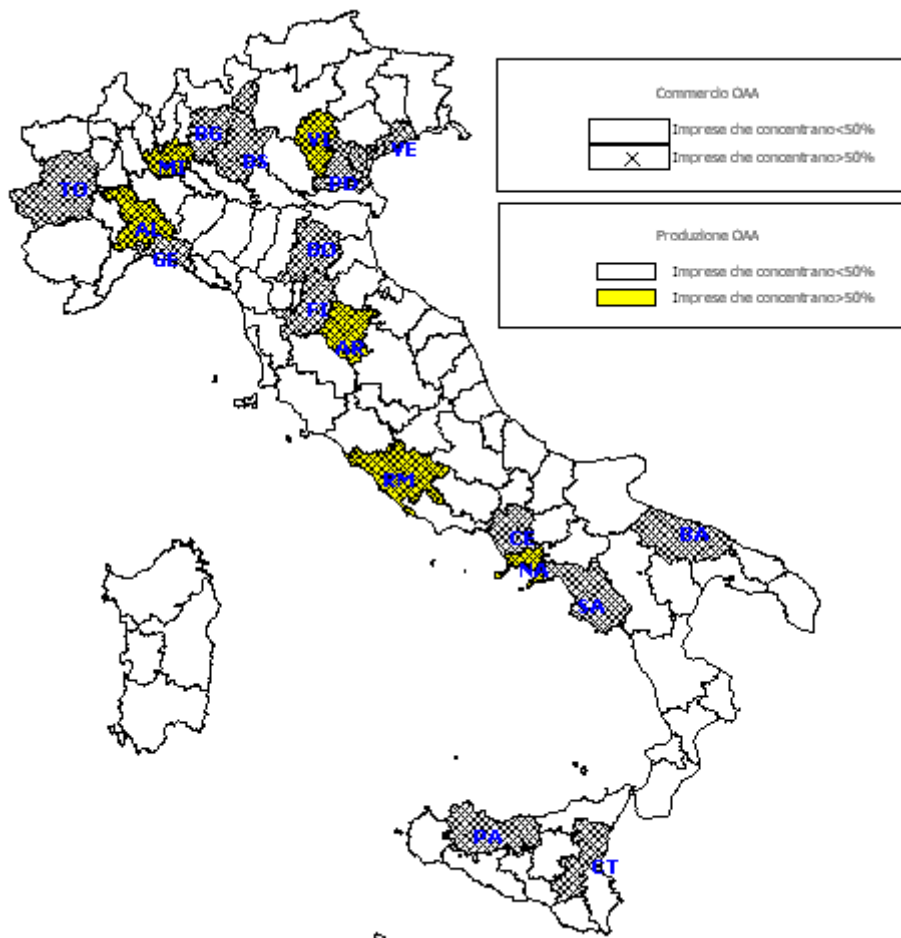 Commercio OAA
Imprese che concentrano<50%
Imprese che concentrano>50%
Produzione OAA
Imprese che concentrano<50%
Imprese che concentrano>50%
BG
VI
VE
MI
BS
PD
TO
AL
BO
GE
FI
AR
RM
CE
BA
NA
SA
PA
CT